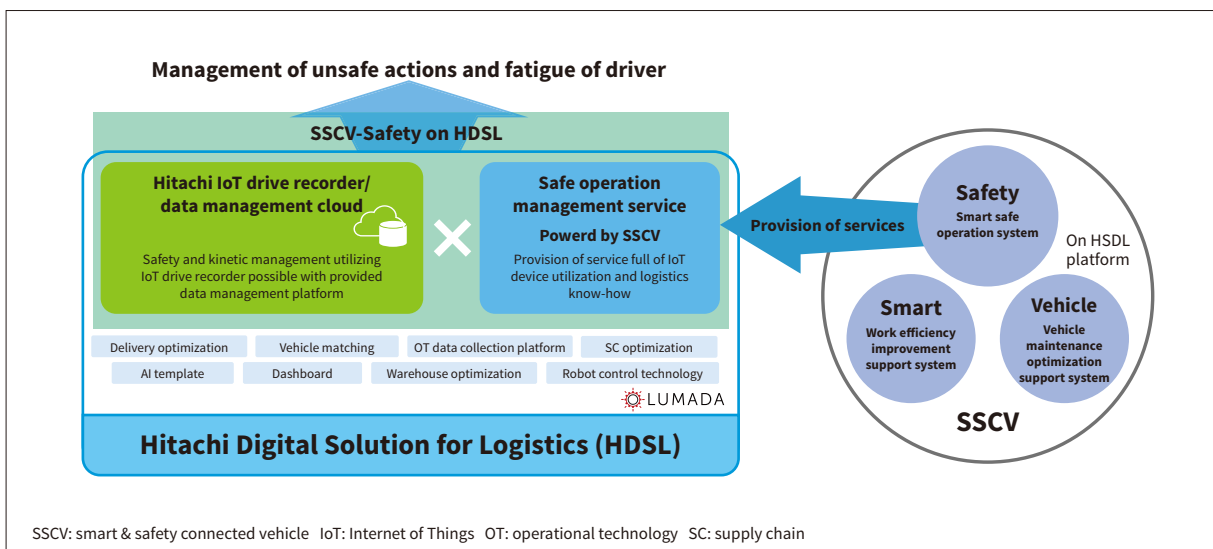 Management of unsafe actions and fatigue of driver
SSCV-Safety on HDSL
Hitachi IoT drive recorder/
data management cloud
Safety and kinetic management utilizing
IoT drive recorder possible with provided
data management platform
Safe operation
management service
Powerd by SSCV
Provision of service full of IoT
device utilization and logistics
know-how
Provision of services
Safety
Smart safe
operation system
On HSDL
platform
Smart
Work efficiency
improvement
support system
Vehicle
Vehicle
maintenance
optimization
support system
SSCV
Delivery optimization
Vehicle matching
OT data collection platform
SC optimization
AI template
Dashboard
Warehouse optimization
Robot control technology
LUMADA
Hitachi Digital Solution for Logistics (HDSL)
SSCV: smart & safety connected vehicle IoT: Internet of Things OT: operational technology SC: supply chain